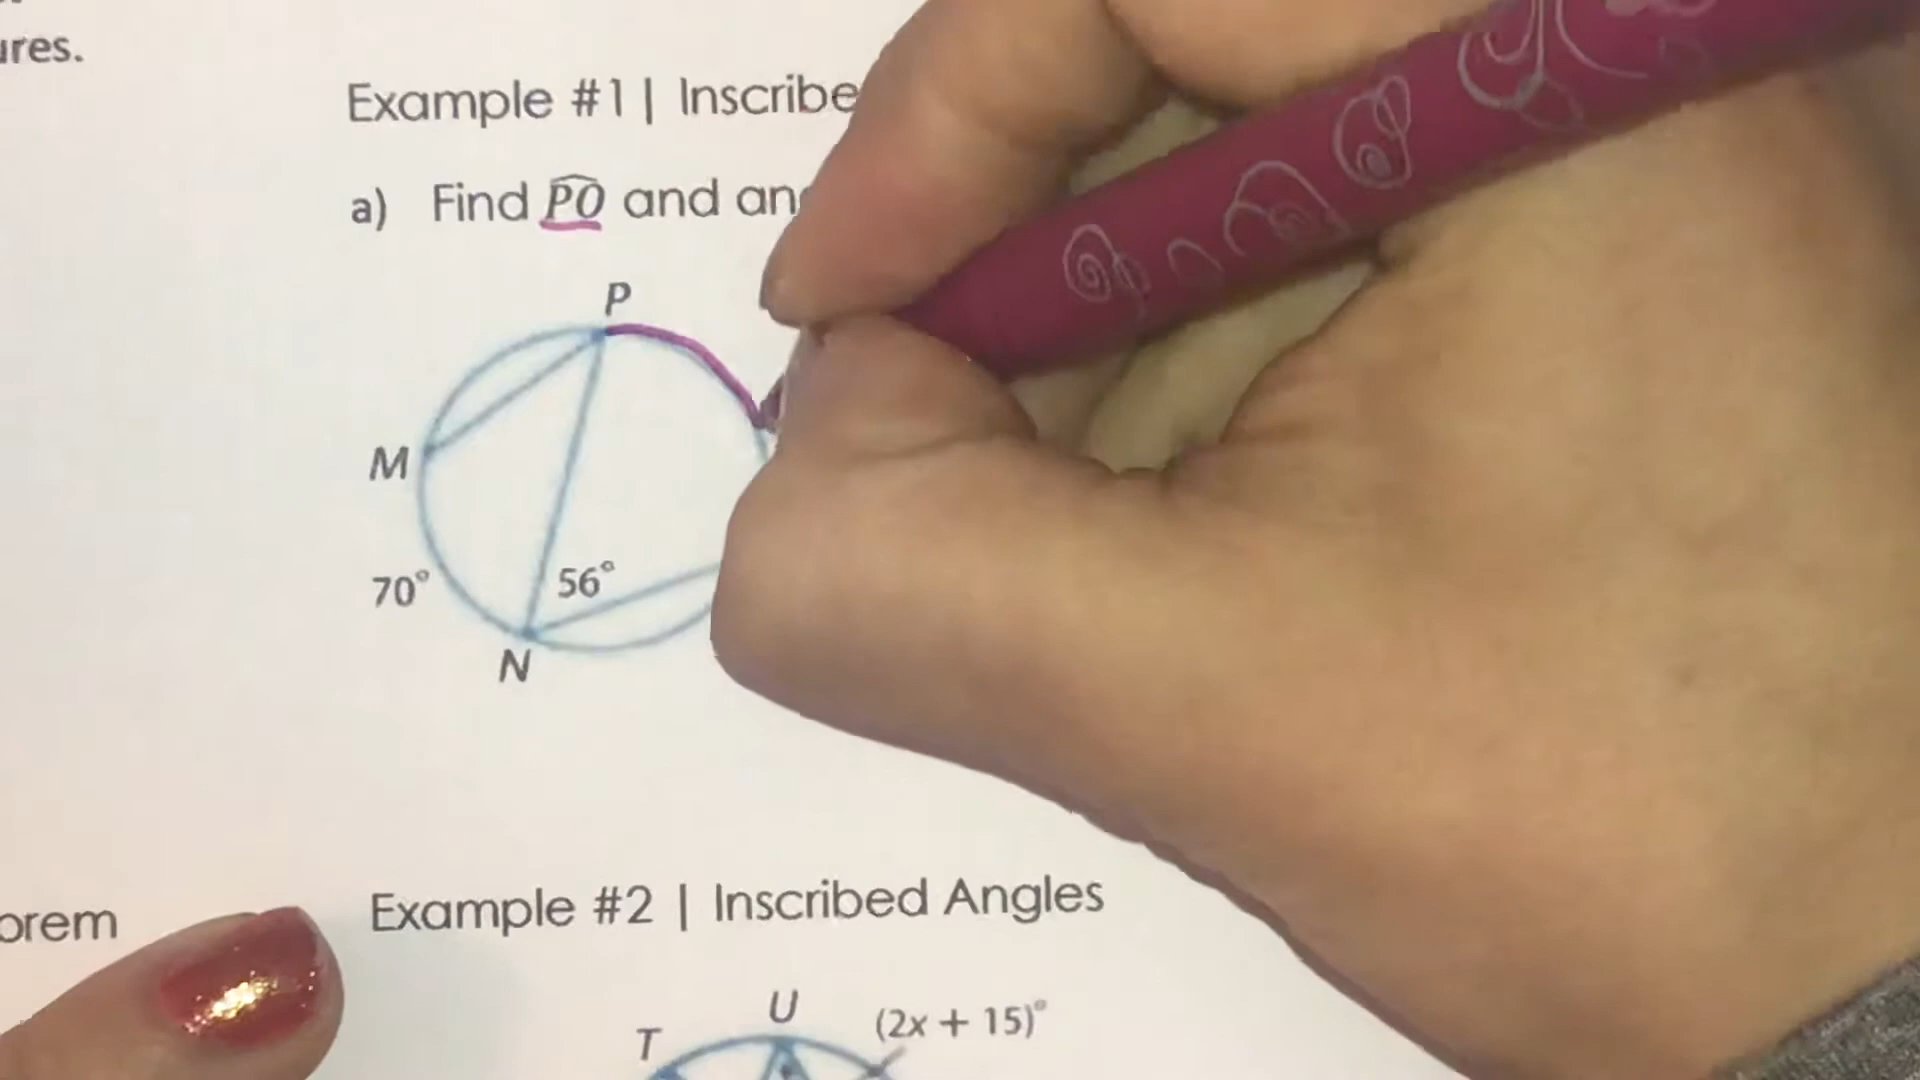 ures.
Example #1 | Inscribe
a) Find PO and an
P
M
70° 56°
N
orem
Example #2 | Inscribed Angles
U
T (2x + 15)°